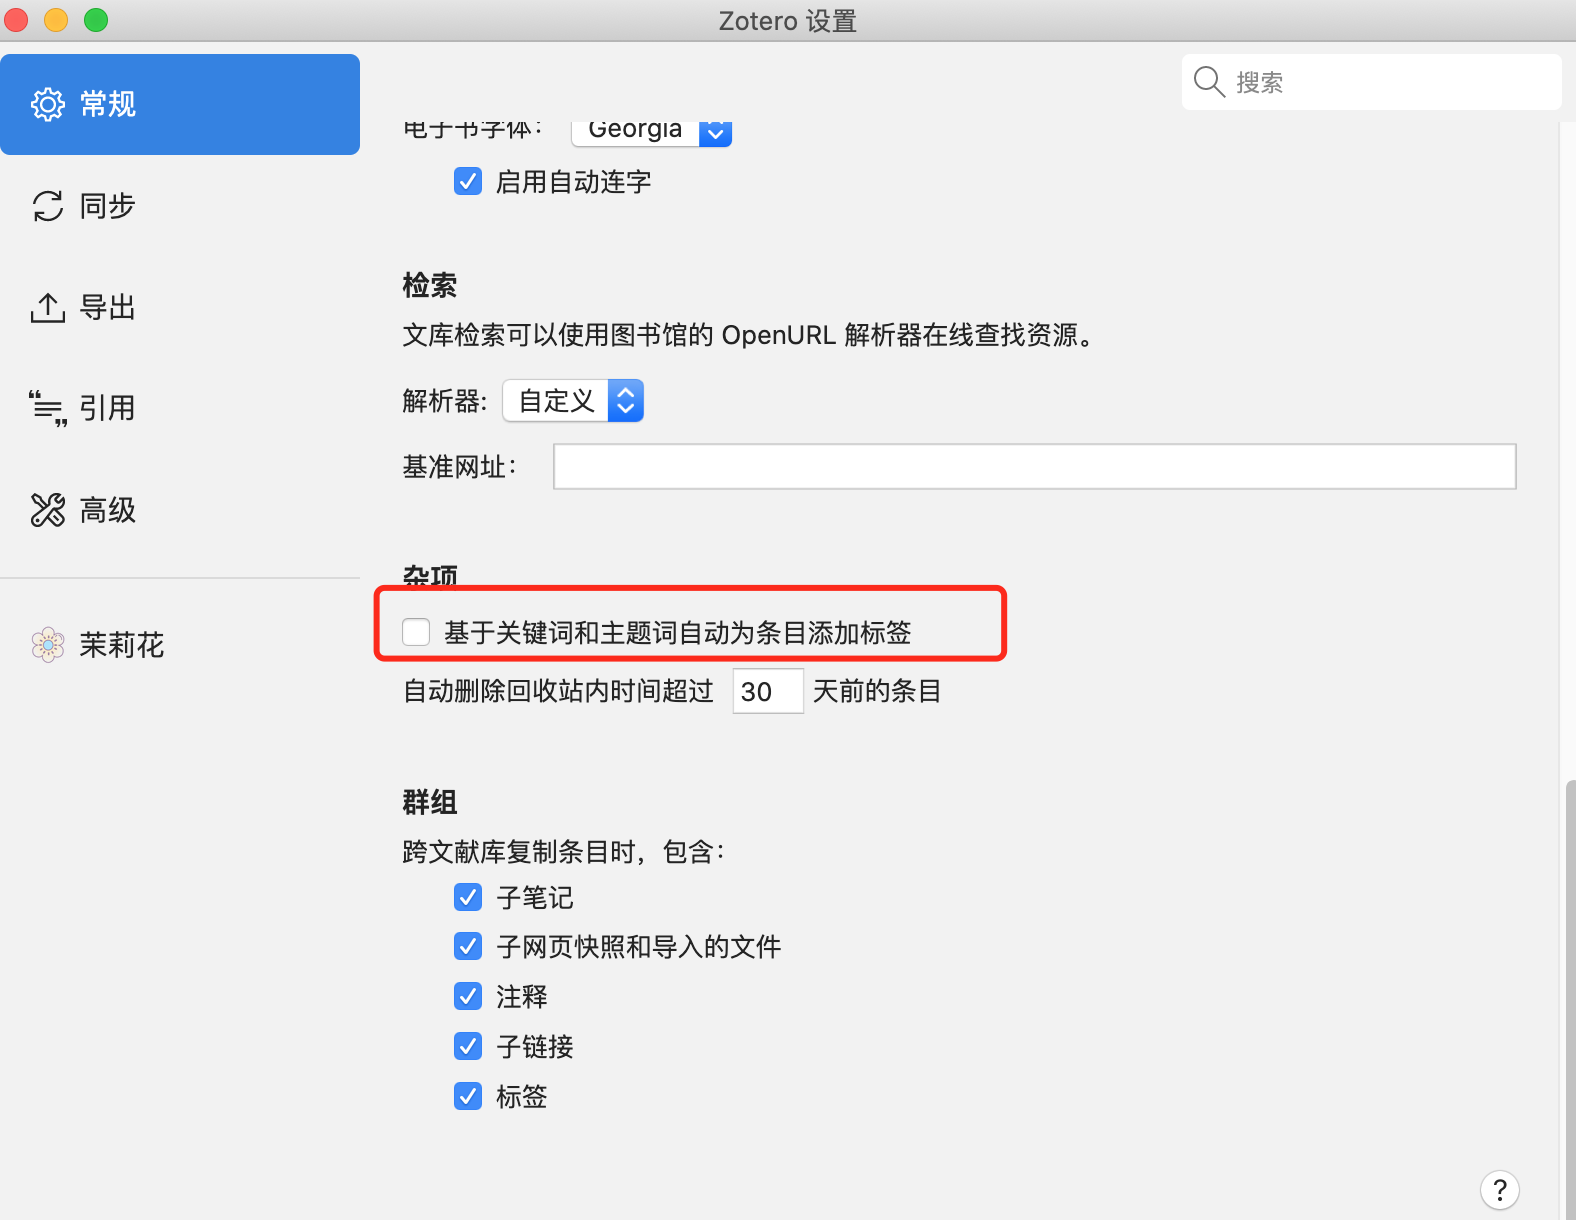 Zotero 设置
常规
搜索
电子书字体：
Georgia
启用自动连字
同步
导出
引用
高级
茉莉花
检索
文库检索可以使用图书馆的 OpenURL 解析器在线查找资源。
解析器: 自定义
基准网址：
杂项
基于关键词和主题词自动为条目添加标签
自动删除回收站内时间超过 30 天前的条目
群组
跨文献库复制条目时，包含：
子笔记
子网页快照和导入的文件
注释
子链接
标签
?